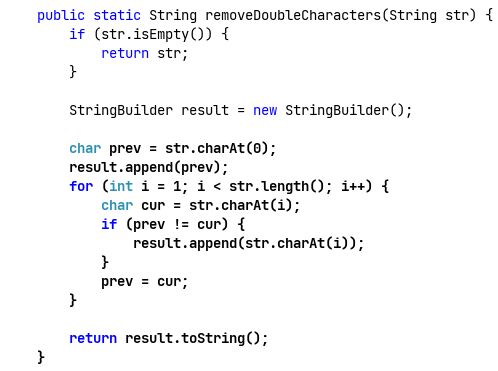 public static String removeDoubleCharacters(String str) {
    if (str.isEmpty()) {
        return str;
    }

    StringBuilder result = new StringBuilder();

    char prev = str.charAt(0);
    result.append(prev);
    for (int i = 1; i < str.length(); i++) {
        char cur = str.charAt(i);
        if (prev != cur) {
            result.append(str.charAt(i));
        }
        prev = cur;
    }

    return result.toString();
}